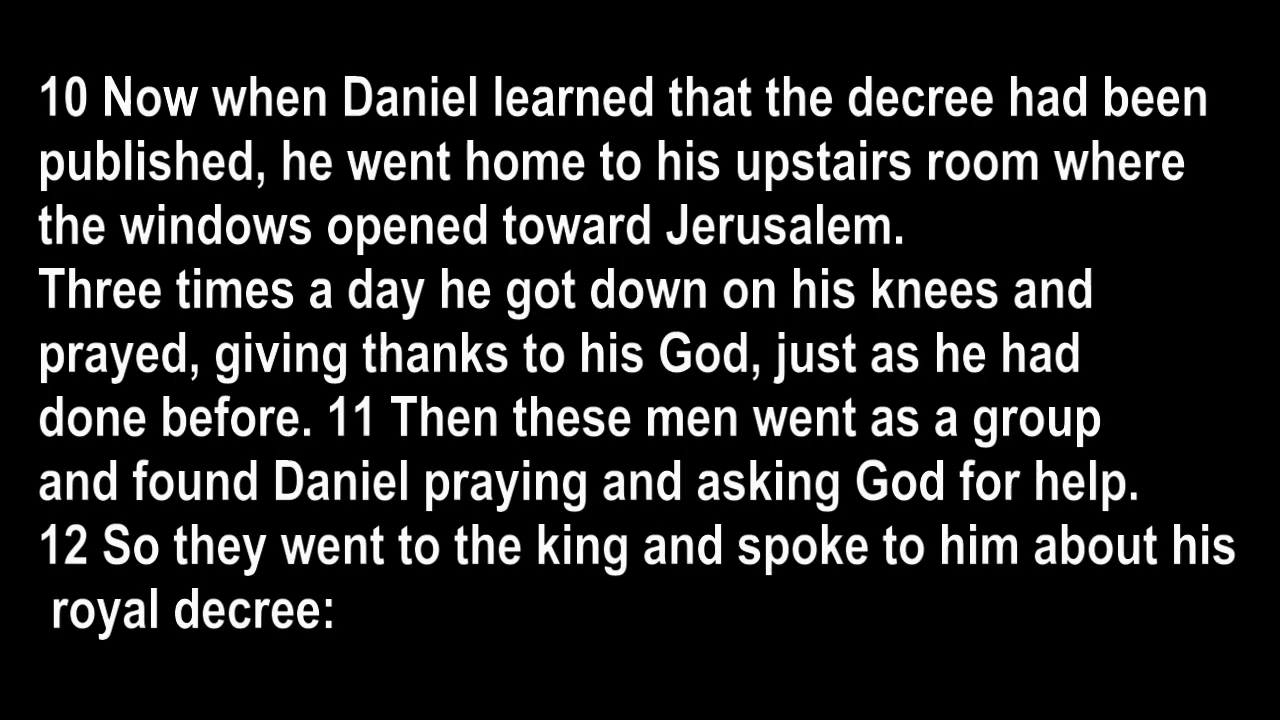 10 Now when Daniel learned that the decree had been
published, he went home to his upstairs room where
the windows opened toward Jerusalem.
Three times a day he got down on his knees and
prayed, giving thanks to his God, just as he had
done before. 11 Then these men went as a group
and found Daniel praying and asking God for help.
12 So they went to the king and spoke to him about his
royal decree: